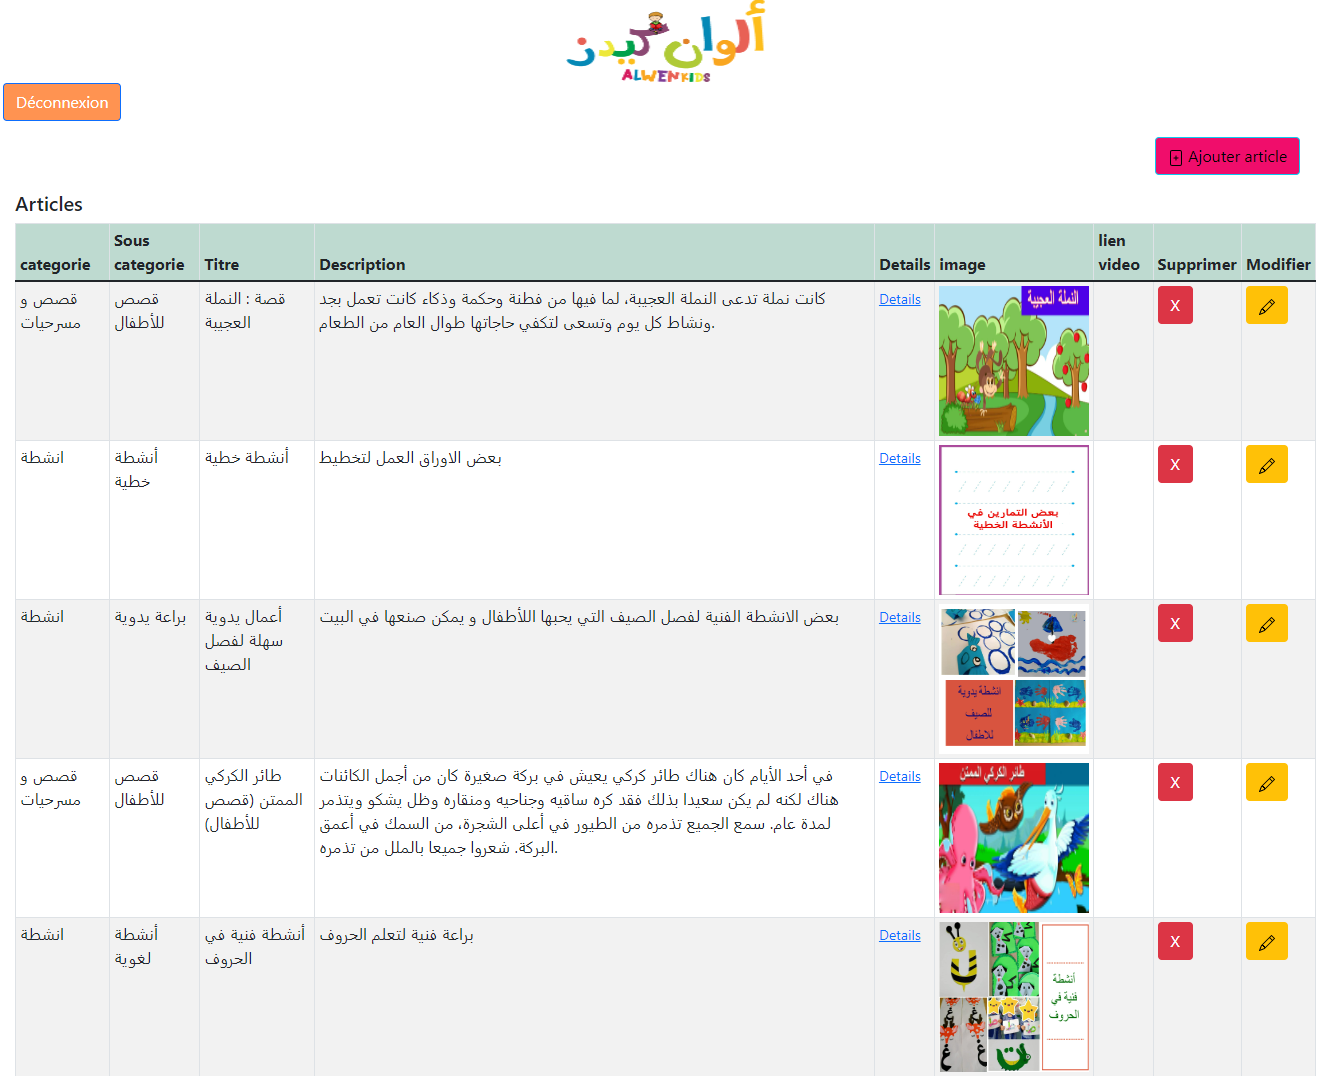 ألوان كيدز
ALWENKIDS
Déconnexion
Ajouter article
Articles
categorie
Sous
categorie
Titre
Description
Details
image
lien
video
Supprimer
Modifier
قصص و
مسرحيات
قصص
للأطفال
قصة : النملة
العجيبة
كانت نملة تدعى النملة العجيبة، لما فيها من فطنة وحكمة وذكاء كانت تعمل بجد
ونشاط كل يوم وتسعى لتكفي حاجاتها طوال العام من الطعام.
Details
النملة العجيبة
X
انشطة
أنشطة
خطية
أنشطة خطية
بعض الاوراق العمل لتخطيط
Details
بعض التمارين في
الأنشطة الخطية
X
انشطة
براعة يدوية
أعمال يدوية
سهلة لفصل
الصيف
بعض الانشطة الفنية لفصل الصيف التي يحبها اللأطفال و يمكن صنعها في البيت
Details
انشطة يدوية
للصيف
للاطفال
X
قصص و
مسرحيات
قصص
للأطفال
طائر الكركي
الممتن (قصص
للأطفال)
في أحد الأيام كان هناك طائر كركي يعيش في بركة صغيرة كان من أجمل الكائنات
هناك لكنه لم يكن سعيدا بذلك فقد كره ساقيه وجناحيه ومنقاره وظل يشكو ويتذمر
لمدة عام. سمع الجميع تذمره من الطيور في أعلى الشجرة، من السمك في أعمق
البركة. شعروا جميعا بالملل من تذمره.
Details
طائر الكركي الممتن
X
انشطة
أنشطة
لغوية
أنشطة فنية في
الحروف
براعة فنية لتعلم الحروف
Details
أنشطة
فنية في
الحروف
X